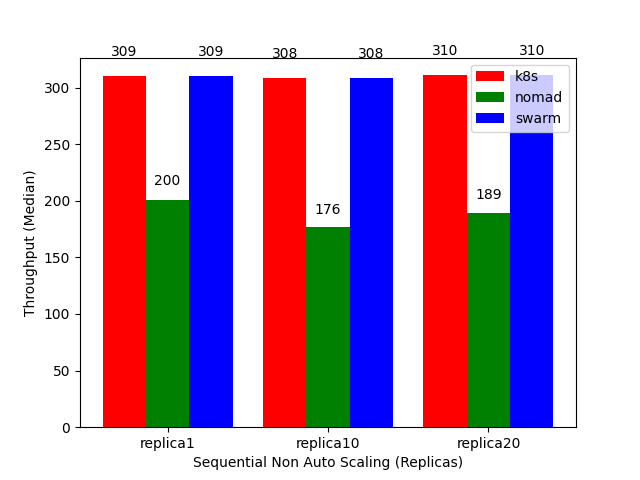 309 309 308 308 310 310
k8s
nomad
swarm
200 176 189
300
250
200
150
100
50
0
Throughput (Median)
replica1 replica10 replica20
Sequential Non Auto Scaling (Replicas)